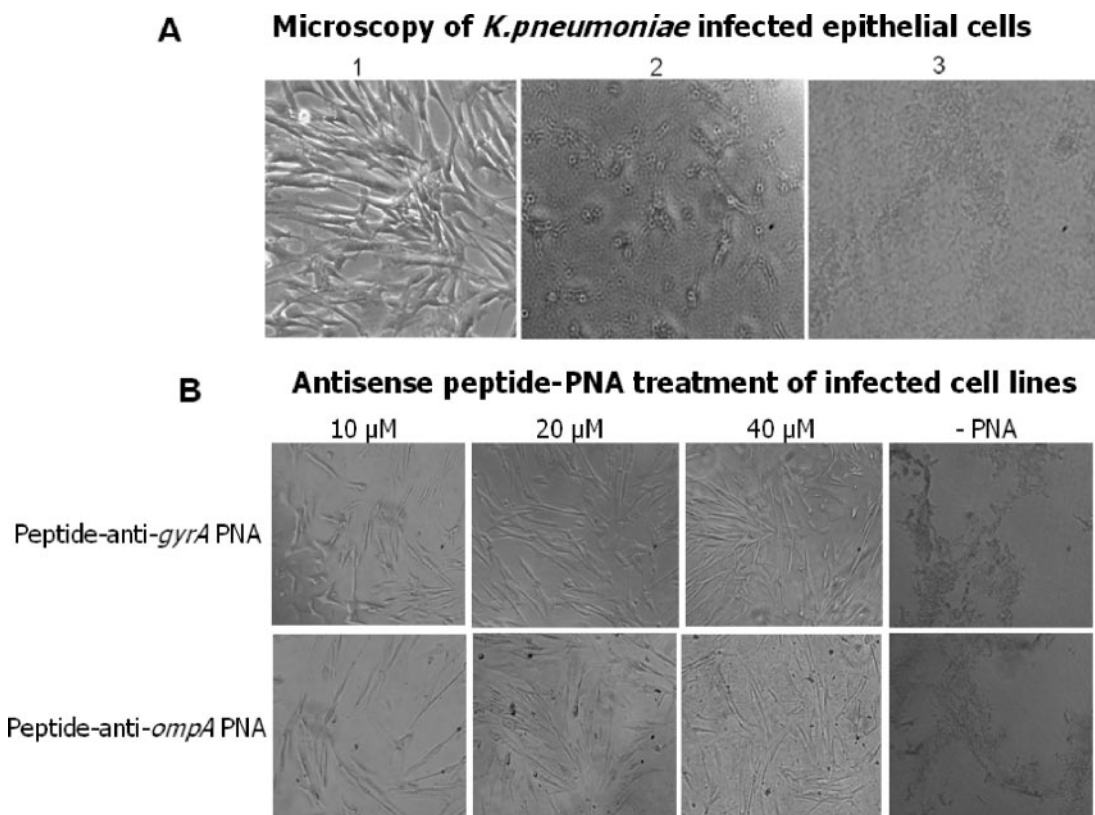 A
Microscopy of K.pneumoniae infected epithelial cells
1 2 3
B
Antisense peptide-PNA treatment of infected cell lines
10 μM 20 μM 40 μM - PNA
Peptide-anti-gyrA PNA
Peptide-anti-ompA PNA